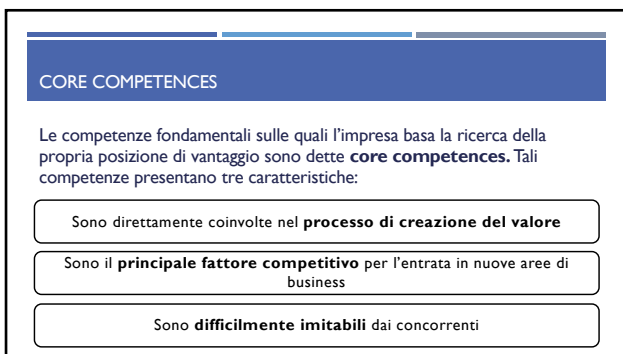 CORE COMPETENCES
Le competenze fondamentali sulle quali l'impresa basa la ricerca della
propria posizione di vantaggio sono dette core competences. Tali
competenze presentano tre caratteristiche:
Sono direttamente coinvolte nel processo di creazione del valore
Sono il principale fattore competitivo per l'entrata in nuove aree di
business
Sono difficilmente imitabili dai concorrenti